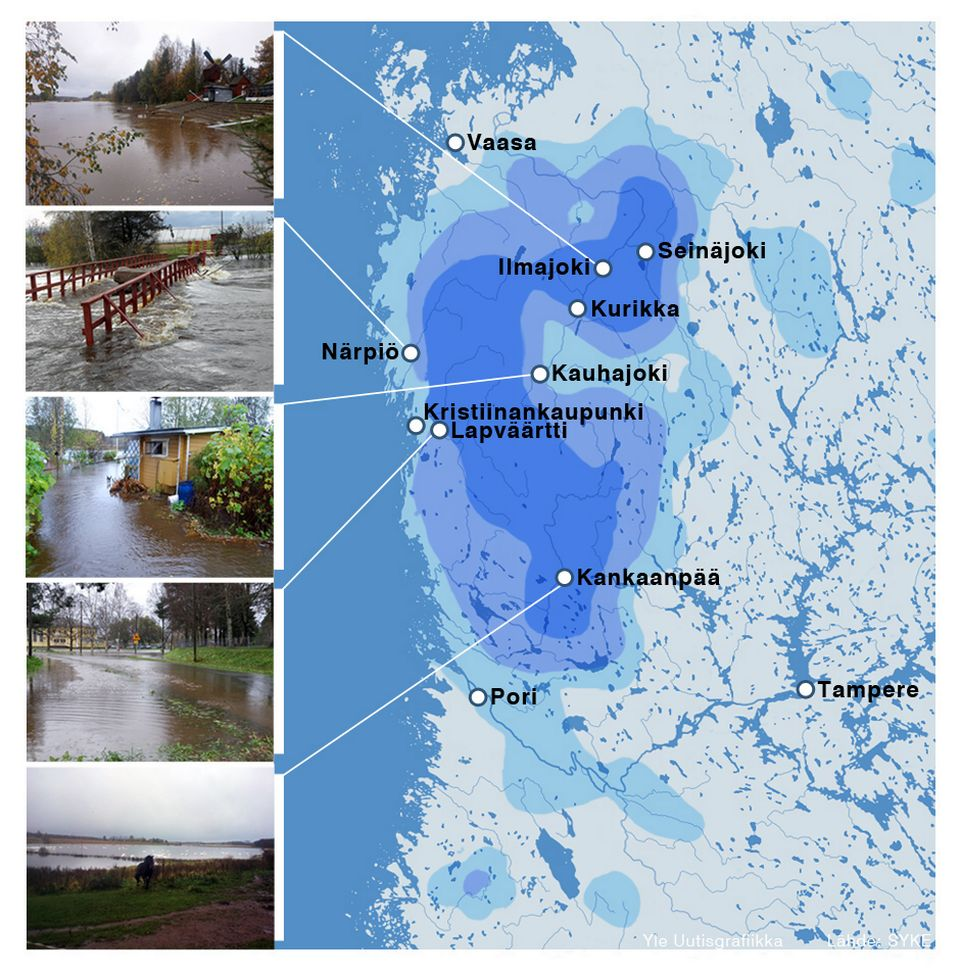 Vaasa
Seinäjoki
Ilmajoki
Kurikka
Närpiö
Kauhajoki
Kristiinankaupunki
Lapväärtti
Kankaanpää
Tampere
Pori
Yle Uutisgrafiikka
Lähde: SYKE